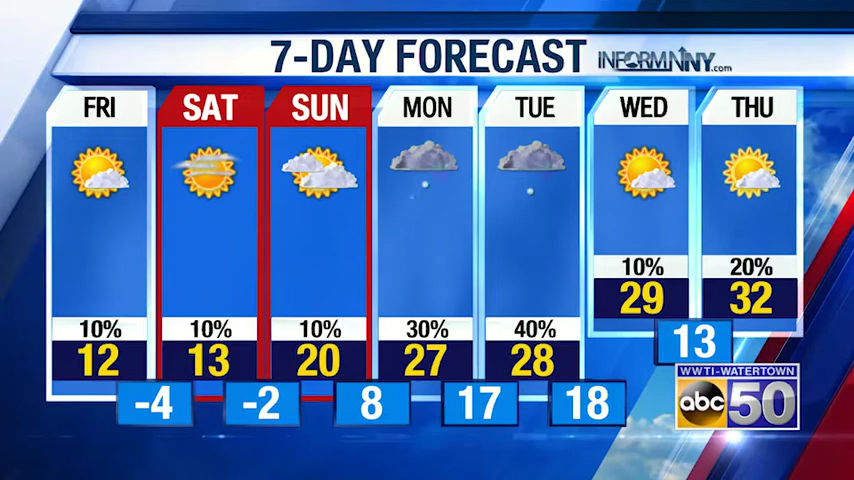 7-DAY FORECAST INFORMNNY.com
FRI SAT SUN MON TUE WED THU
10% 20%
29 32
10% 10% 10% 30% 40%
12 13 20 27 28
13
-4 -2 8 17 18
WWTI-WATERTOWN
abc 50